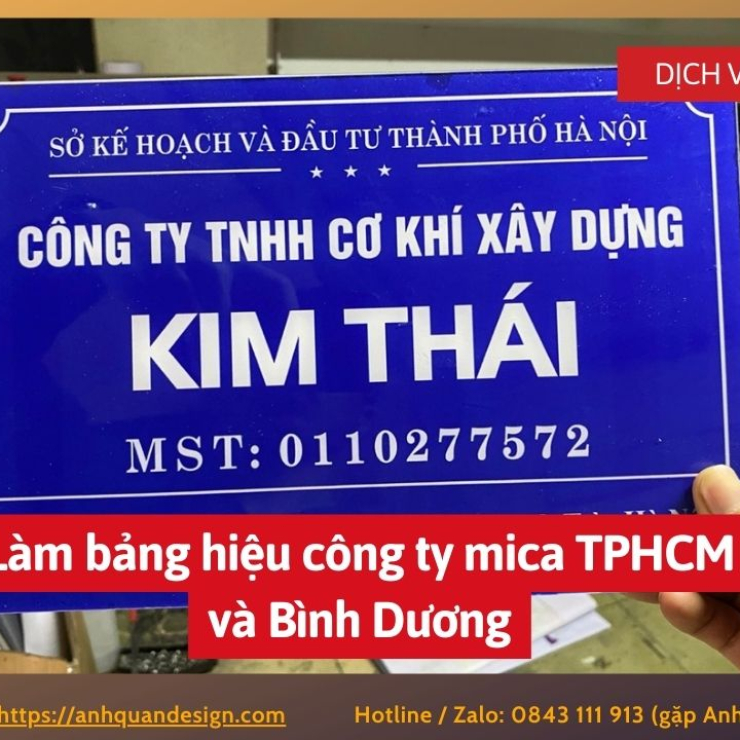 DỊCH V
SỞ KẾ HOẠCH VÀ ĐẦU TƯ THÀNH PHỐ HÀ NỘI
CÔNG TY TNHH CƠ KHÍ XÂY DỰNG
KIM THÁI
MST: 0110277572
Làm bảng hiệu công ty mica TPHCM
và Bình Dương
https://anhquandesign.com
Hotline / Zalo: 0843 111 913 (gặp Anh